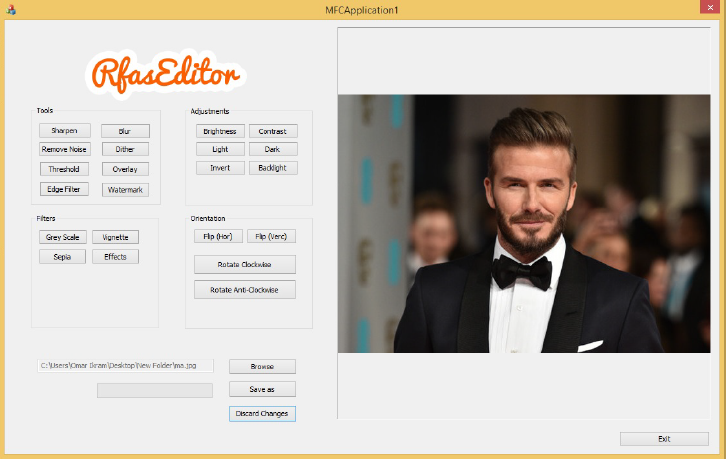 MFCApplication1
RfasEditor
Tools
Sharpen
Blur
Remove Noise
Dither
Threshold
Overlay
Edge Filter
Watermark
Adjustments
Brightness
Contrast
Light
Dark
Invert
Backlight
Filters
Grey Scale
Vignette
Sepia
Effects
Orientation
Flip (Hor)
Flip (Verc)
Rotate Clockwise
Rotate Anti-Clockwise
C:\Users\Omar Ikram\Desktop\New Folder\ma.jpg
Browse
Save as
Discard Changes
Exit